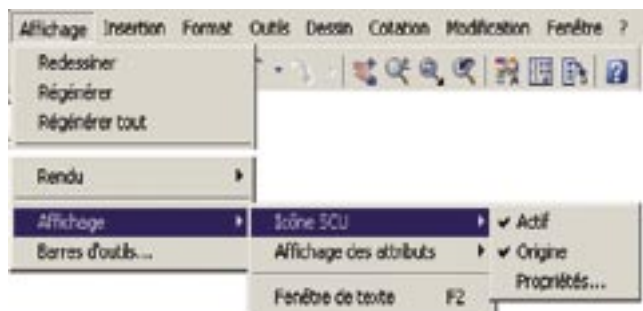 Affichage Insertion Format Outils Dessin Cotation Modification Fenêtre ?
Redessiner
Régénérer
Régénérer tout
Rendu
Affichage
Barres d'outils...
Icône SCU
Affichage des attributs
Fenêtre de texte F2
Actif
Origine
Propriétés...